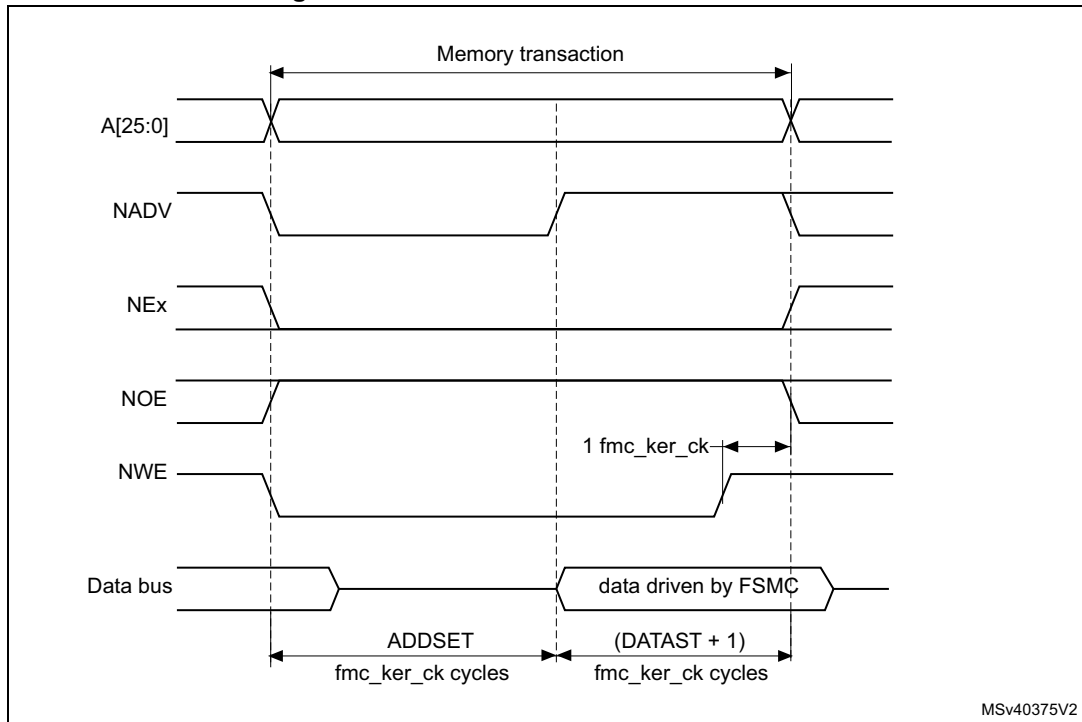 Memory transaction
A[25:0]
NADV
NEx
NOE
1 fmc_ker_ck
NWE
Data bus
data driven by FSMC
ADDSET
(DATAST + 1)
fmc_ker_ck cycles
fmc_ker_ck cycles
MSv40375V2